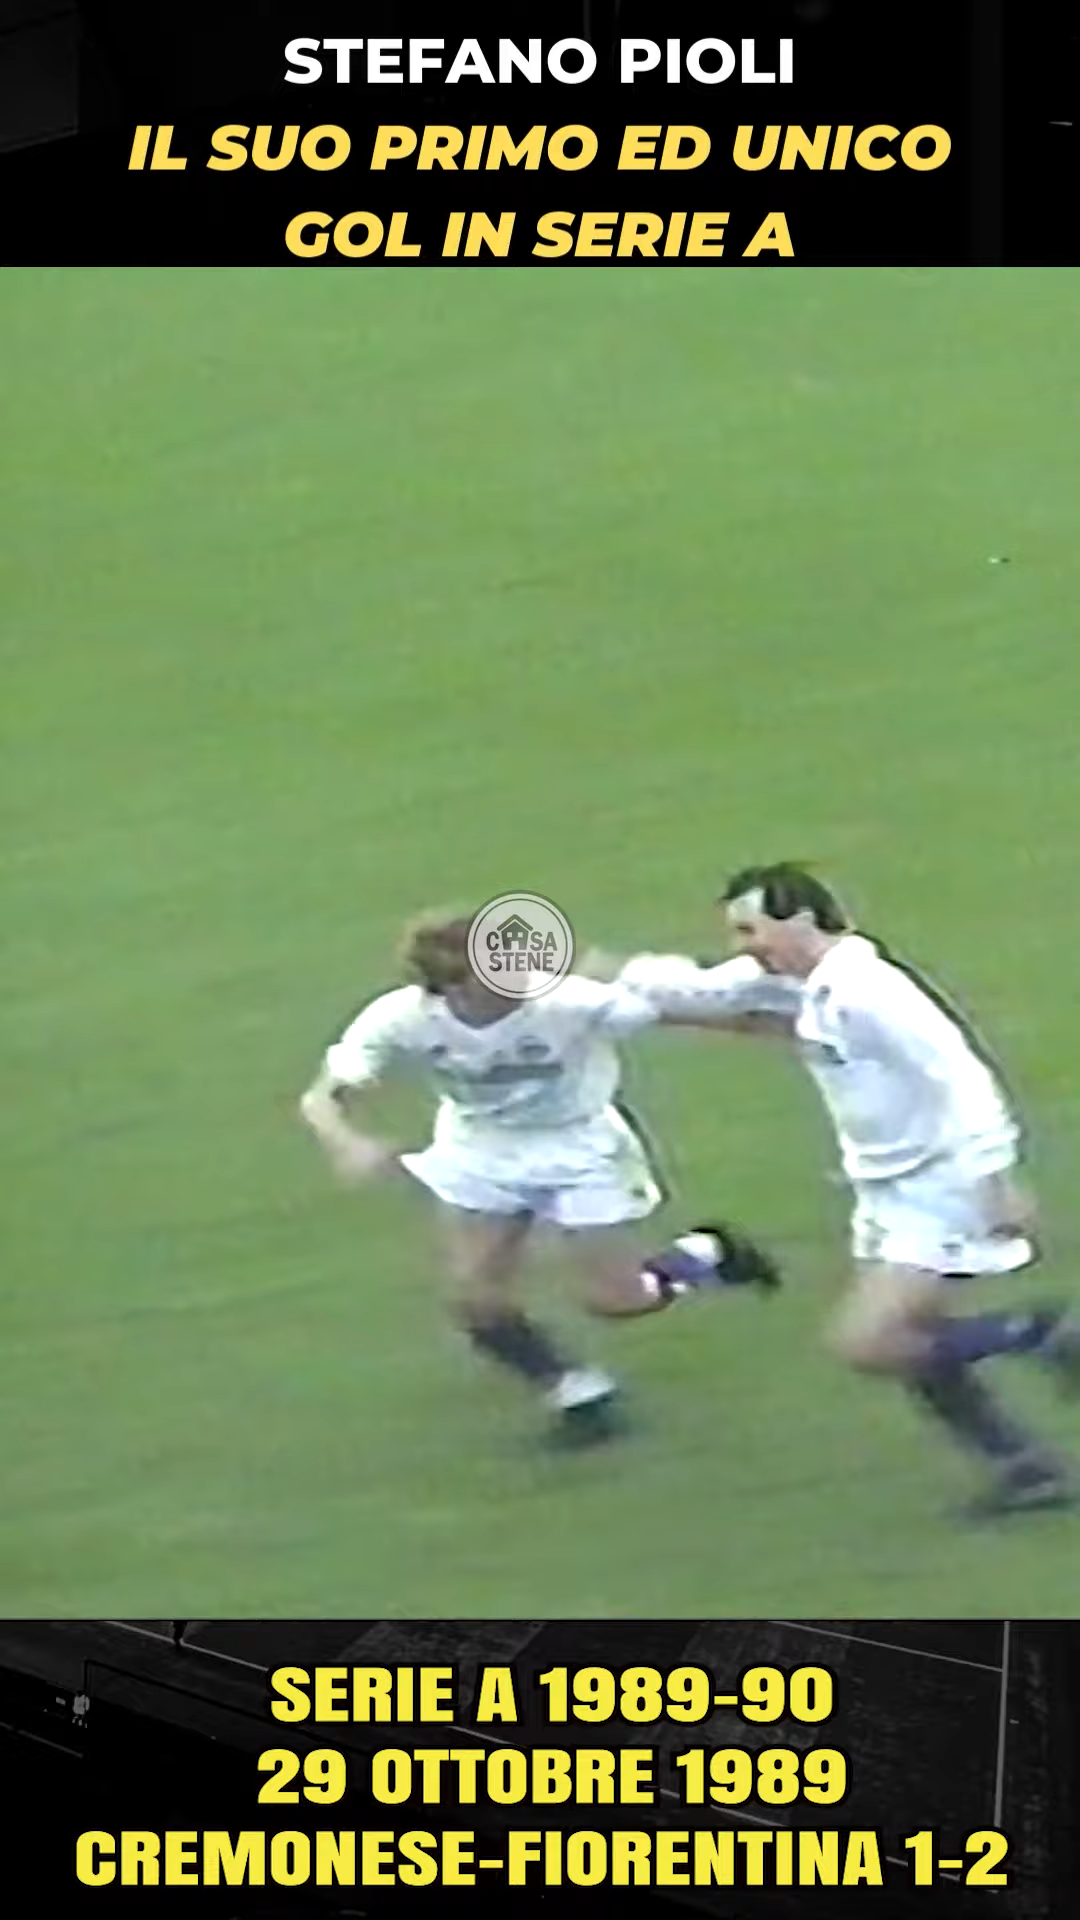 STEFANO PIOLI
IL SUO PRIMO ED UNICO
GOL IN SERIE A
CASA
STENE
SERIE A 1989-90
29 OTTOBRE 1989
CREMONESE-FIORENTINA 1-2